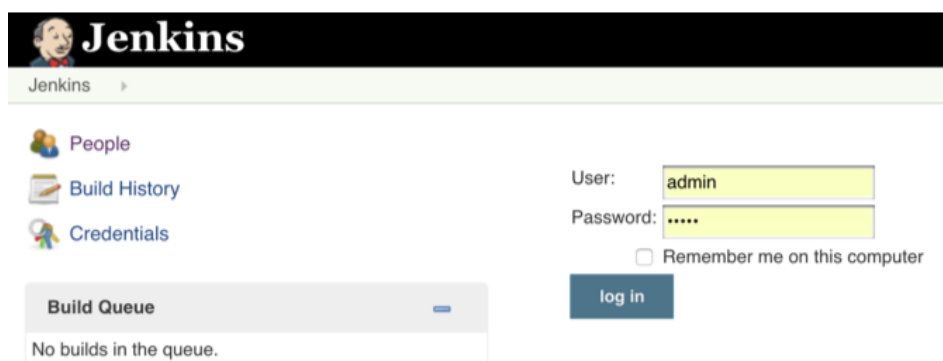 Jenkins
Jenkins
People
Build History
Credentials
Build Queue
No builds in the queue.
User: admin
Password: •••••
Remember me on this computer
log in